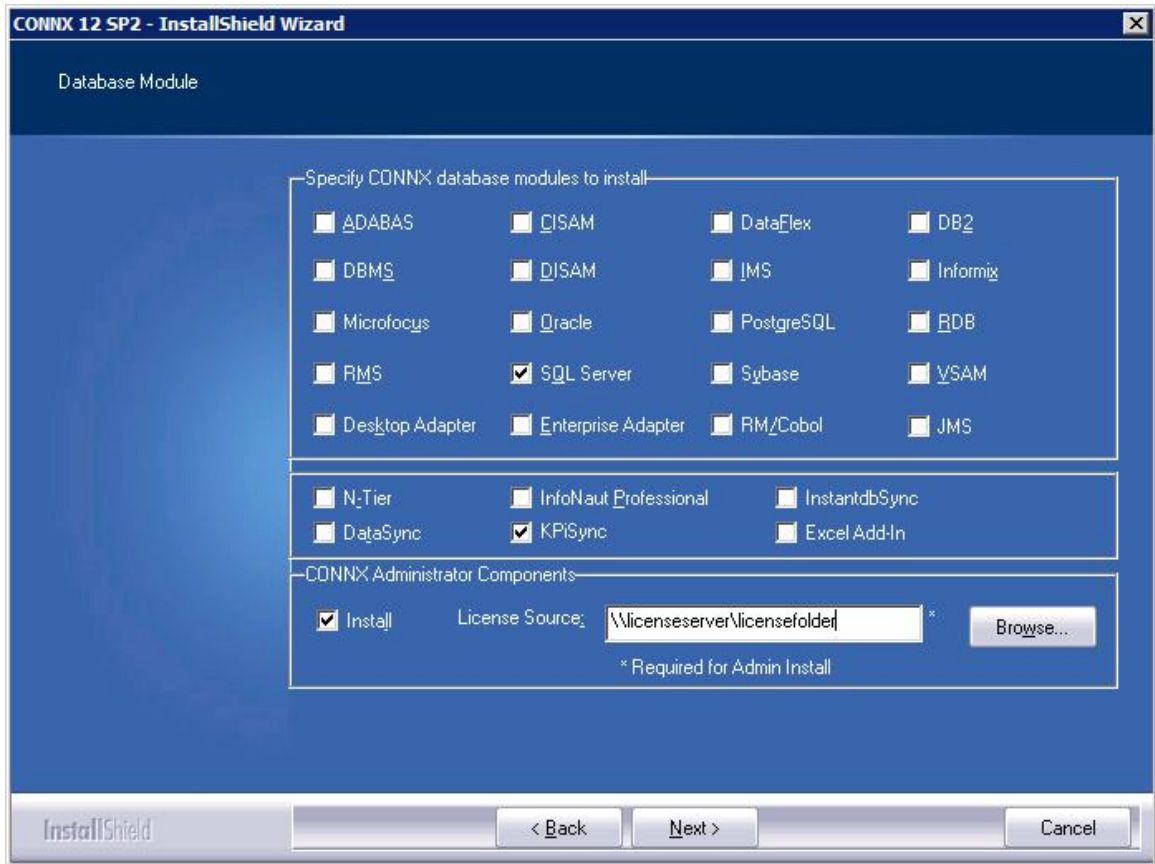 CONNX 12 SP2 - InstallShield Wizard
Database Module
Specify CONNX database modules to install
ADABAS CISAM DataFlex DB2
DBMS DISAM IMS Informix
Microfocus Oracle PostgreSQL RDB
RMS SQL Server Sybase VSAM
Desktop Adapter Enterprise Adapter RM/Cobol JMS
N-Tier InfoNaut Professional InstantdbSync
DataSync KPiSync Excel Add-In
CONNX Administrator Components
Install License Source: \\licenseserver\licensefolder * Browse...
* Required for Admin Install
InstallShield < Back Next > Cancel